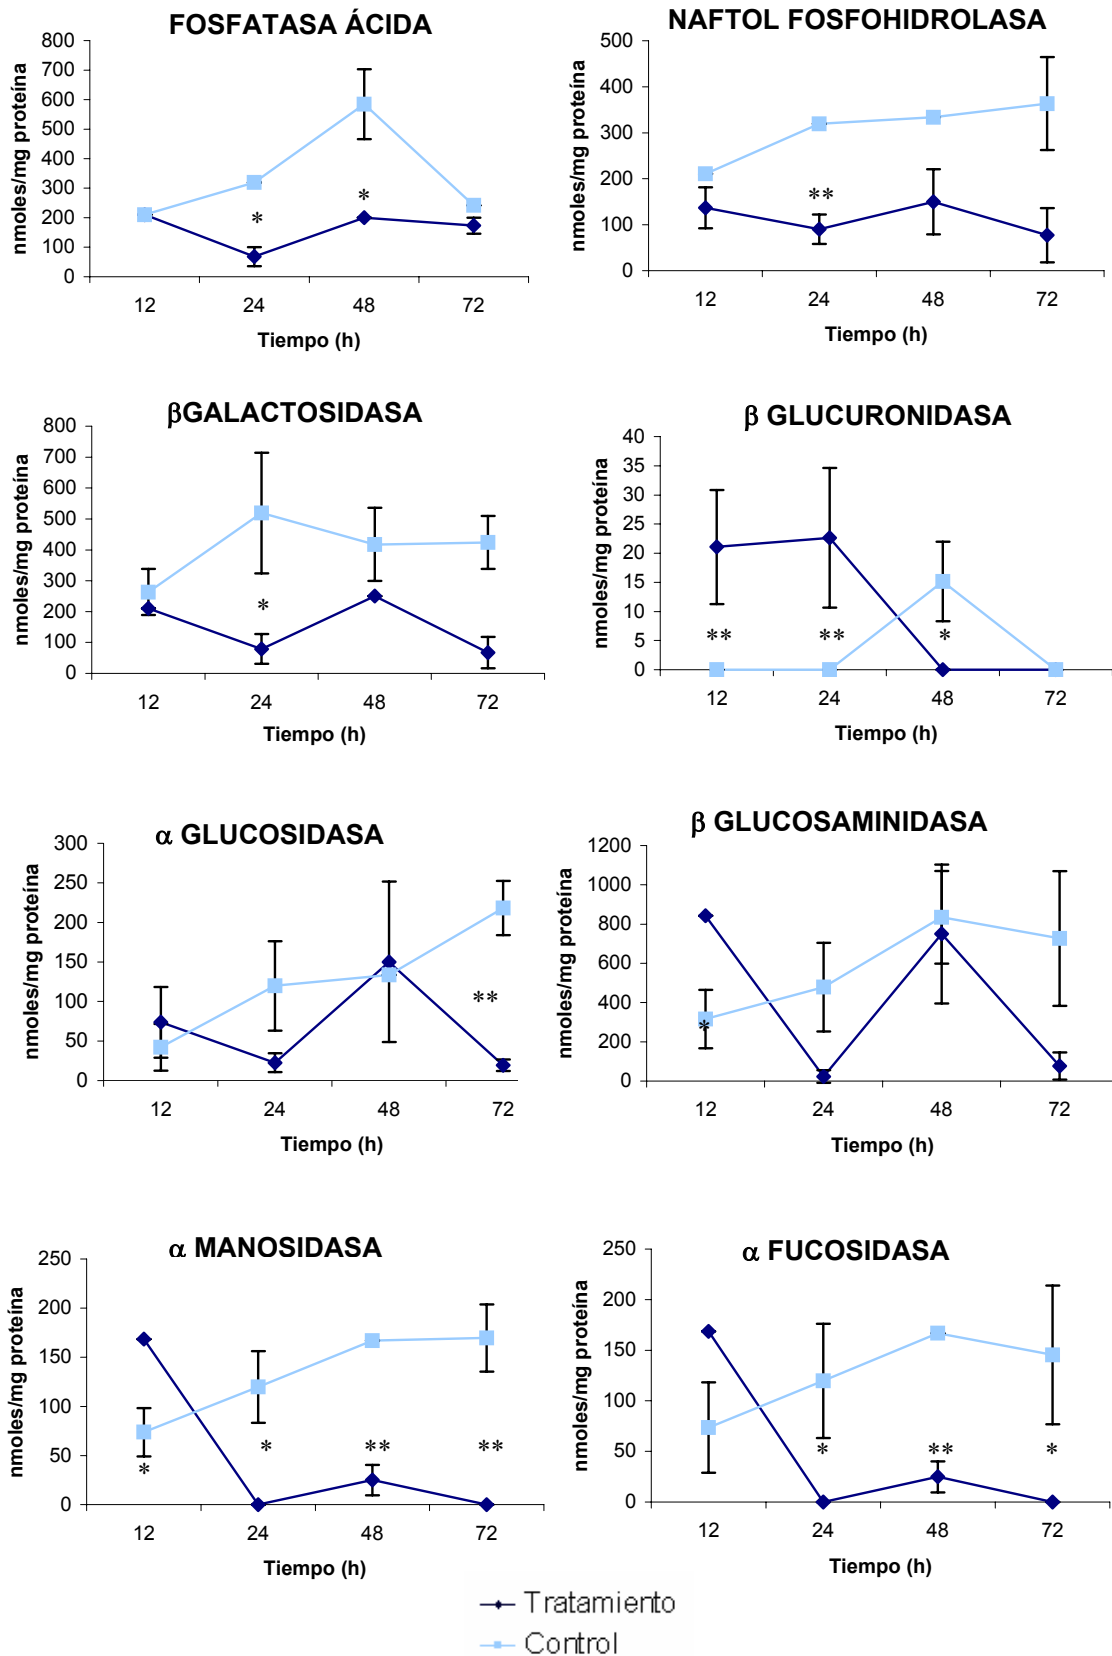 FOSFATASA ÁCIDA
nmoles/mg proteína
800
700
600
500
400
300
200
100
0
* *
12 24 48 72
Tiempo (h)
NAFTOL FOSFOHIDROLASA
nmoles/mg proteína
500
400
300
200
100
0
**
12 24 48 72
Tiempo (h)
βGALACTOSIDASA
nmoles/mg proteína
800
700
600
500
400
300
200
100
0
*
12 24 48 72
Tiempo (h)
β GLUCURONIDASA
nmoles/mg proteína
40
35
30
25
20
15
10
5
0
** ** *
12 24 48 72
Tiempo (h)
α GLUCOSIDASA
nmoles/mg proteína
300
250
200
150
100
50
0
**
12 24 48 72
Tiempo (h)
β GLUCOSAMINIDASA
nmoles/mg proteína
1200
1000
800
600
400
200
0
*
12 24 48 72
Tiempo (h)
α MANOSIDASA
nmoles/mg proteína
250
200
150
100
50
0
* * ** **
12 24 48 72
Tiempo (h)
α FUCOSIDASA
nmoles/mg proteína
250
200
150
100
50
0
* ** *
12 24 48 72
Tiempo (h)
Tratamiento
Control